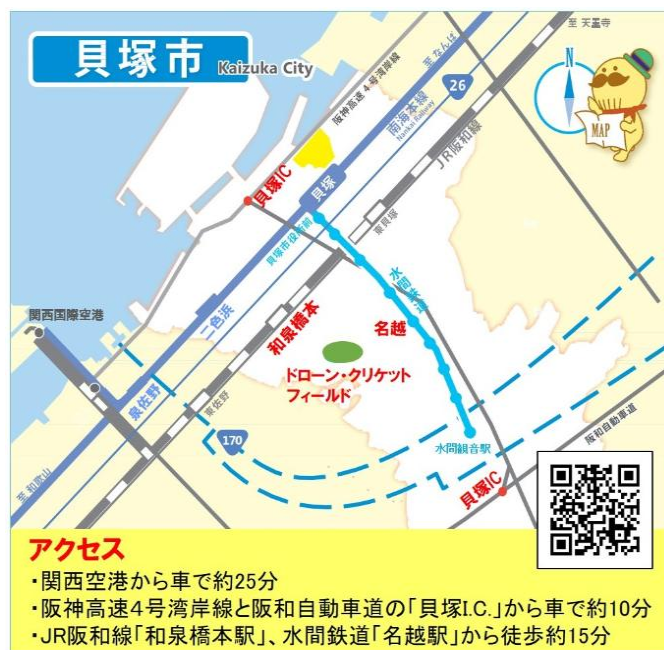 貝塚市
Kaizuka City
至 天王寺
至 なんば
阪神高速4号湾岸線
南海本線
Nankai Railway
26
JR阪和線
N
MAP
貝塚IC
貝塚
東貝塚
貝塚市役所前
水間鉄道
関西国際空港
二色浜
和泉橋本
名越
ドローン・クリケット
フィールド
泉佐野
東佐野
170
水間観音駅
阪和自動車道
至 和歌山
貝塚IC
アクセス
・関西空港から車で約25分
・阪神高速4号湾岸線と阪和自動車道の「貝塚I.C.」から車で約10分
・JR阪和線「和泉橋本駅」、水間鉄道「名越駅」から徒歩約15分